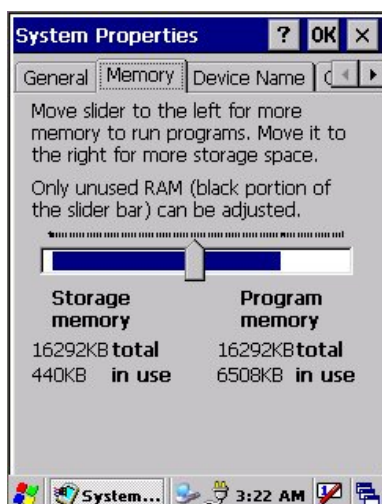 System Properties ? OK ×
General Memory Device Name
Move slider to the left for more
memory to run programs. Move it to
the right for more storage space.
Only unused RAM (black portion of
the slider bar) can be adjusted.
Storage memory
16292KB total
440KB in use
Program memory
16292KB total
6508KB in use
System... 3:22 AM